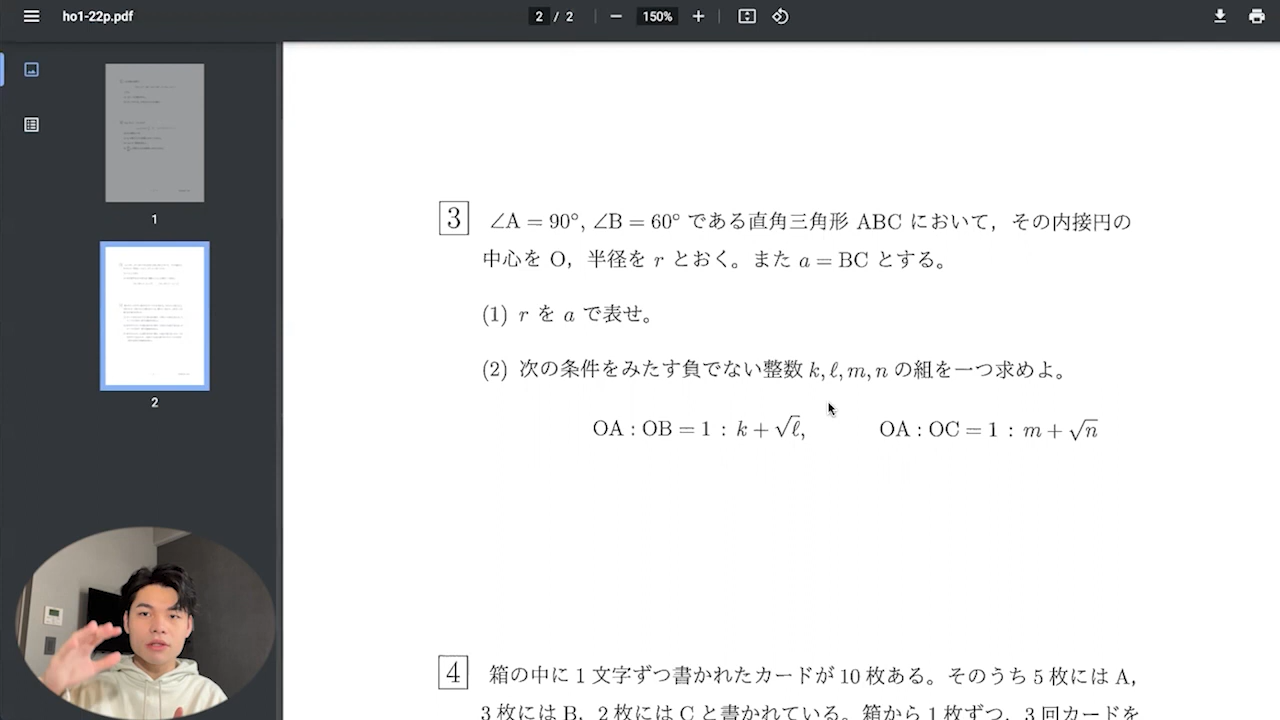 ho1-22p.pdf
2 / 2
150%
1
2
3 ∠A = 90°, ∠B = 60° である直角三角形 ABC において，その内接円の
中心を O，半径を r とおく。また a = BC とする。
(1) r を a で表せ。
(2) 次の条件をみたす負でない整数 k, ℓ, m, n の組を一つ求めよ。
OA : OB = 1 : k + √ℓ, OA : OC = 1 : m + √n
4 箱の中に 1 文字ずつ書かれたカードが 10 枚ある。そのうち 5 枚には A，
3 枚には B，2 枚には C と書かれている。箱から 1 枚ずつ，3 回カードを